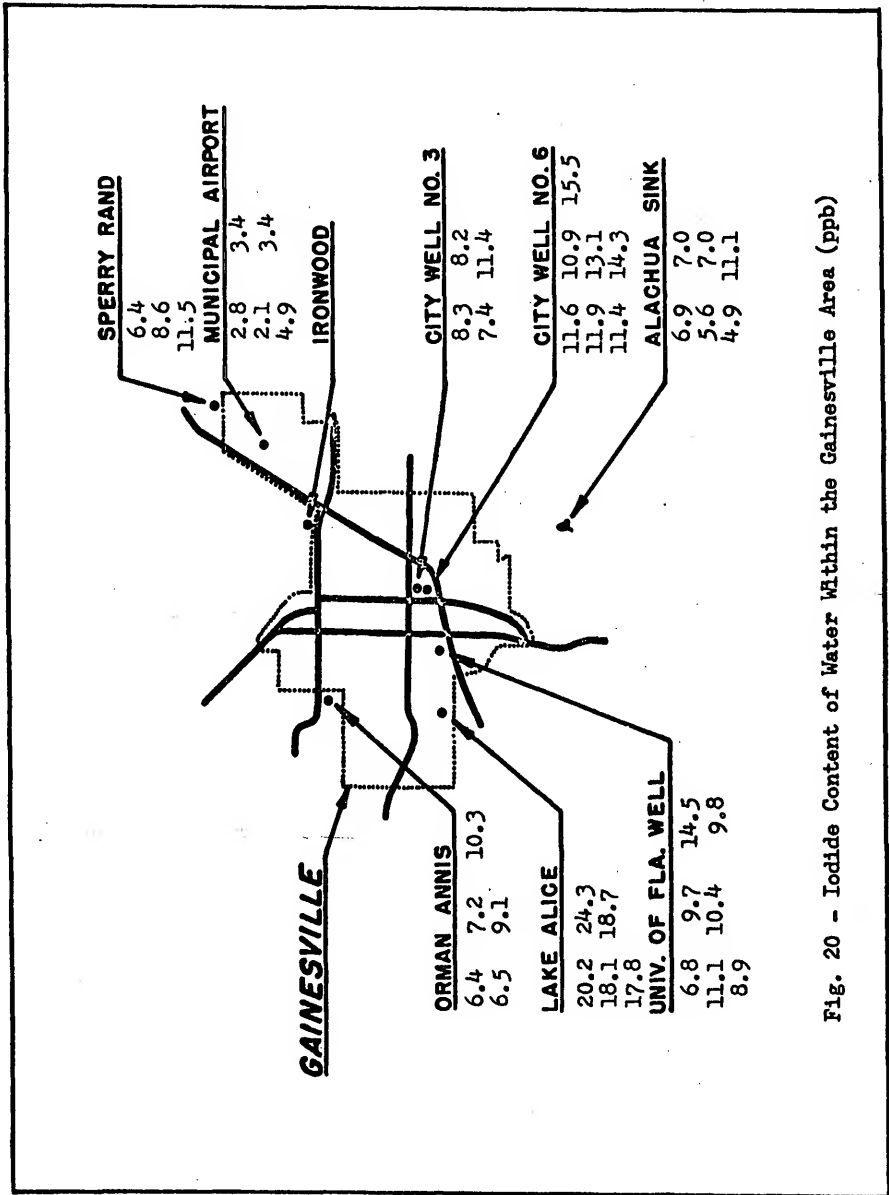 GAINESVILLE
ORMAN ANNIS
6.4 7.2 10.3
6.5 9.1
LAKE ALICE
20.2 24.3
18.1 18.7
17.8
UNIV. OF FLA. WELL
6.8 9.7 14.5
11.1 10.4 9.8
8.9
SPERRY RAND
6.4
8.6
11.5
MUNICIPAL AIRPORT
2.8 3.4
2.1 3.4
4.9
IRONWOOD
CITY WELL NO. 3
8.3 8.2
7.4 11.4
CITY WELL NO. 6
11.6 10.9 15.5
11.9 13.1
11.4 14.3
ALACHUA SINK
6.9 7.0
5.6 7.0
4.9 11.1
Fig. 20 - Iodide Content of Water Within the Gainesville Area (ppb)